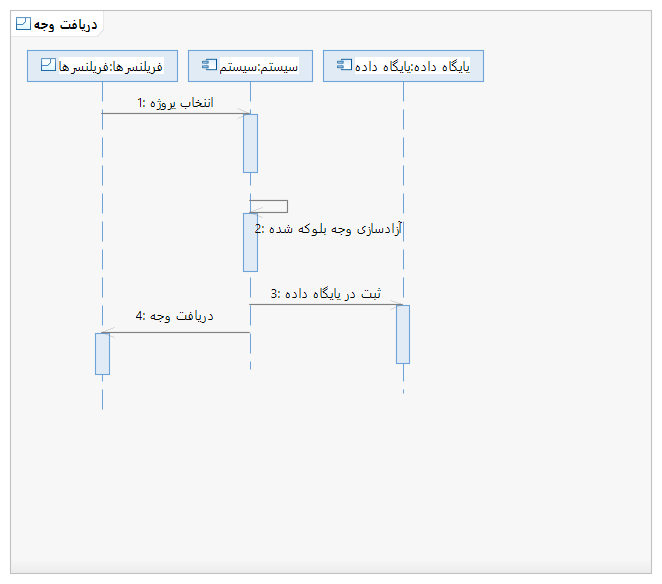 دریافت وجه
فریلنسرها:فریلنسرها
سیستم:سیستم
پایگاه داده:پایگاه داده
1: انتخاب پروژه
2: آزادسازی وجه بلوکه شده
3: ثبت در پایگاه داده
4: دریافت وجه